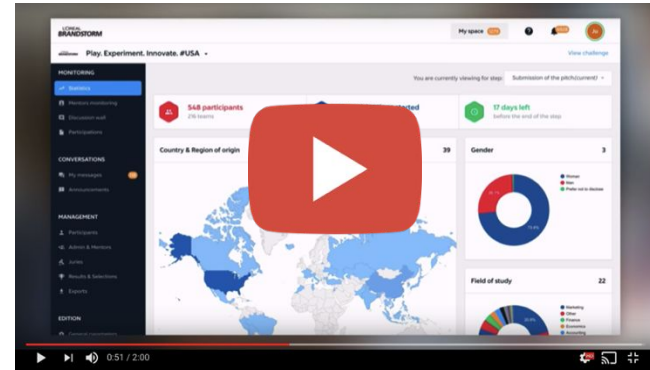 L'ORÉAL
BRANDSTORM
My space
Play. Experiment. Innovate. #USA
View challenge
MONITORING
Statistics
You are currently viewing for step:
Submission of the pitch(current)
Mentors monitoring
Discussion wall
Participations
548 participants
216 teams
17 days left
before the end of the step
CONVERSATIONS
My messages
Announcements
Country & Region of origin
39
Gender
3
Woman
Man
Prefer not to disclose
MANAGEMENT
Participants
Admin & Mentors
Juries
Results & Selections
Exports
Field of study
22
Marketing
Other
Finance
Economics
Accounting
EDITION
0:51 / 2:00